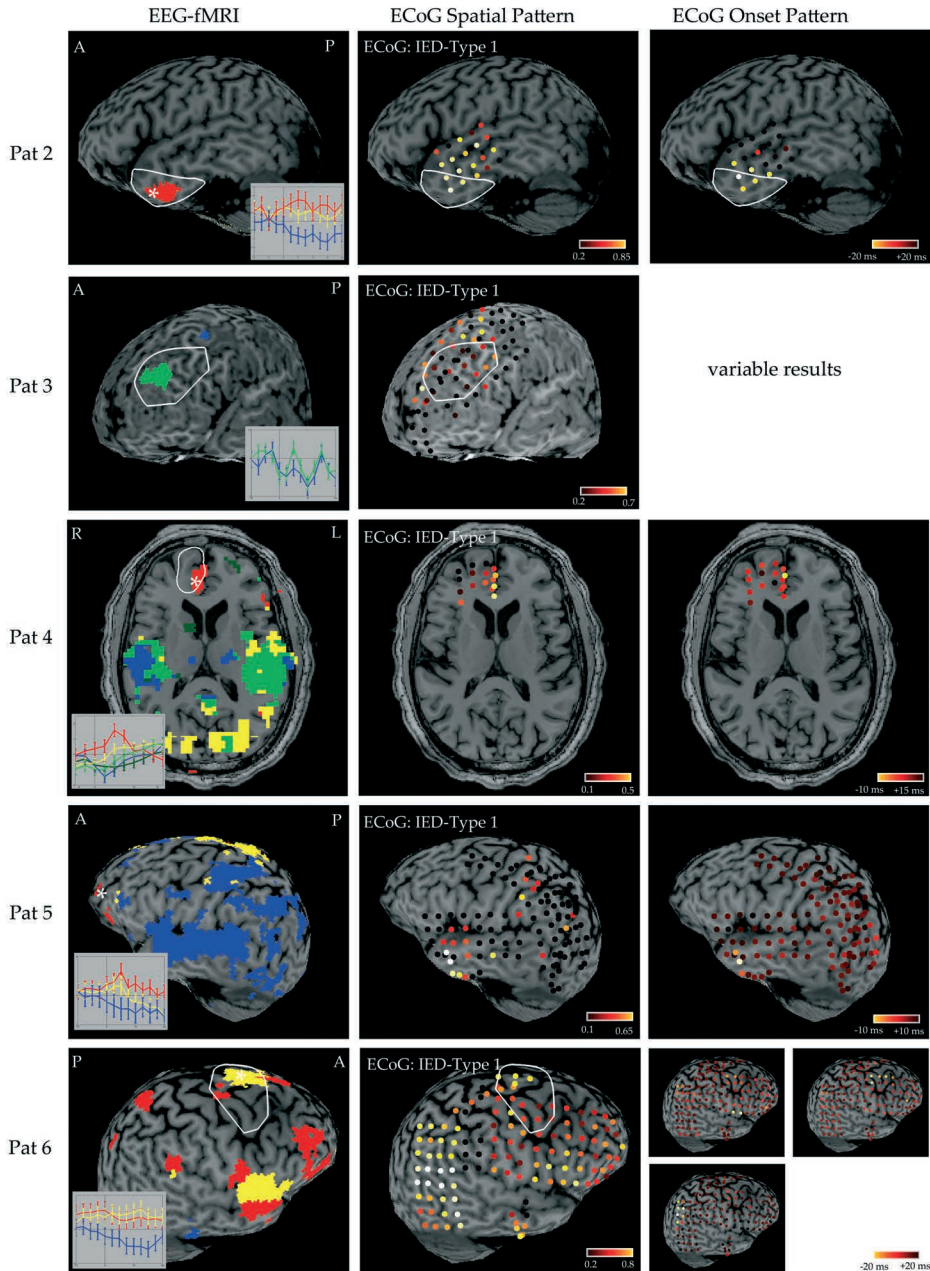 EEG-fMRI
ECoG Spatial Pattern
ECoG Onset Pattern
Pat 2
A
P
ECoG: IED-Type 1
0.2 0.85
-20 ms +20 ms
Pat 3
A
P
ECoG: IED-Type 1
0.2 0.7
variable results
Pat 4
R
L
ECoG: IED-Type 1
0.1 0.5
-10 ms +15 ms
Pat 5
A
P
ECoG: IED-Type 1
0.1 0.65
-10 ms +10 ms
Pat 6
P
A
ECoG: IED-Type 1
0.2 0.8
-20 ms +20 ms